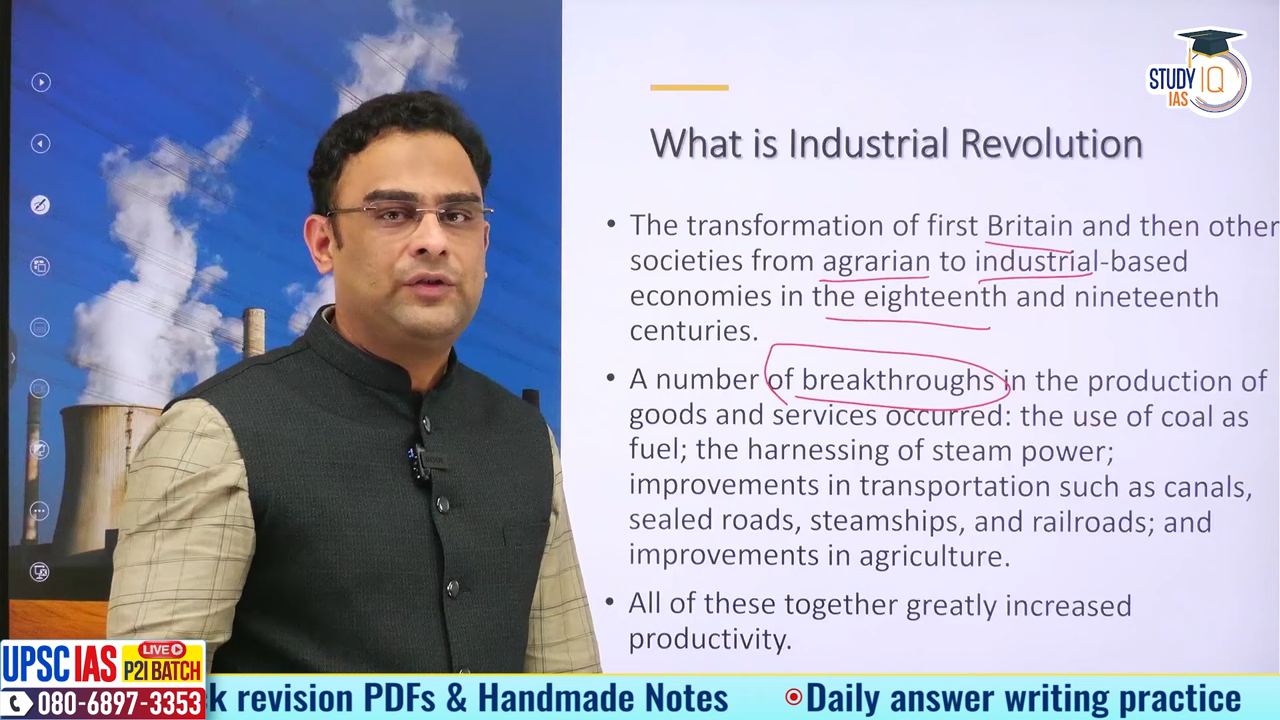 STUDY IQ
IAS
What is Industrial Revolution
• The transformation of first Britain and then other
societies from agrarian to industrial-based
economies in the eighteenth and nineteenth
centuries.
• A number of breakthroughs in the production of
goods and services occurred: the use of coal as
fuel; the harnessing of steam power;
improvements in transportation such as canals,
sealed roads, steamships, and railroads; and
improvements in agriculture.
• All of these together greatly increased
productivity.
UPSC IAS LIVE
P2I BATCH
080-6897-3353
k revision PDFs & Handmade Notes Daily answer writing practice